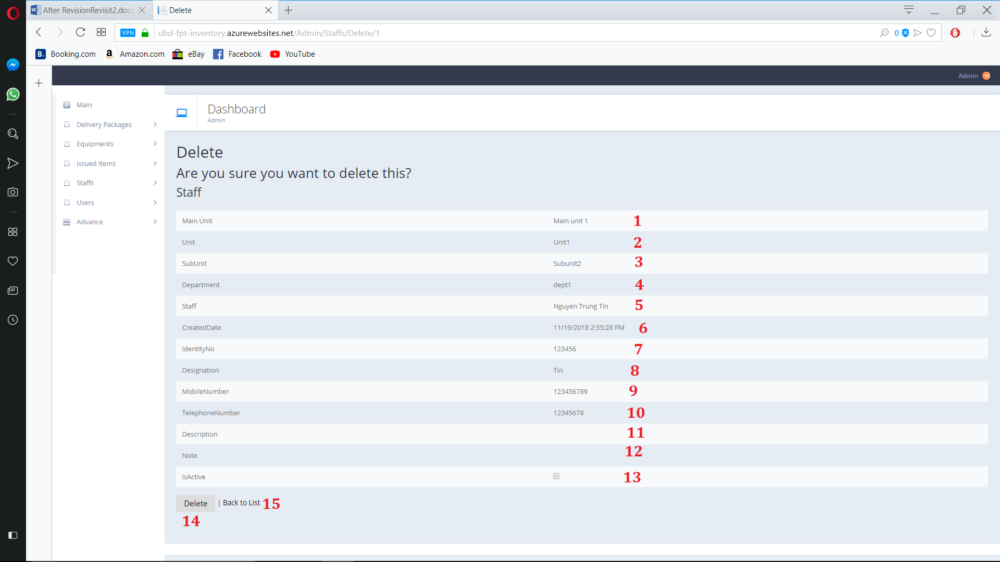 After RevisionRevisit2.docx
Delete
VPN
ubd-fpt-inventory.azurewebsites.net/Admin/Staffs/Delete/1
0
B. Booking.com
a Amazon.com
eBay
Facebook
YouTube
Admin
Main
Delivery Packages
Equipments
Issued Items
Staffs
Users
Advance
Dashboard
Admin
Delete
Are you sure you want to delete this?
Staff
Main Unit Main unit 1 1
Unit Unit1 2
SubUnit Subunit2 3
Department dept1 4
Staff Nguyen Trung Tin 5
CreatedDate 11/19/2018 2:35:28 PM 6
IdentityNo 123456 7
Designation Tin 8
MobileNumber 123456789 9
TelephoneNumber 12345678 10
Description 11
Note 12
IsActive 13
Delete | Back to List 15
14